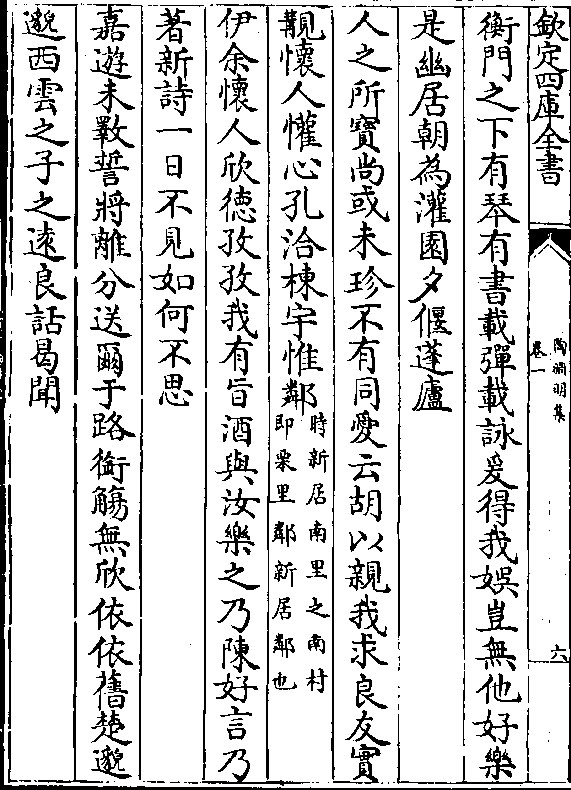 欽定四庫全書
陶淵明集
卷一
六
衡門之下有琴有書載彈載詠爰得我娛豈無他好樂
是幽居朝為灌園夕偃蓬廬
人之所寳尚或未珍不有同愛云胡以親我求良友實
覯懷人懽心孔洽棟宇惟鄰時新居南里之南村
即栗里鄰新居鄰也
伊余懷人欣德孜孜我有旨酒與汝樂之乃陳好言乃
著新詩一日不見如何不思
嘉遊未斁誓將離分送爾于路銜觴無欣依依舊楚邈
邈西雲之子之遠良話曷聞